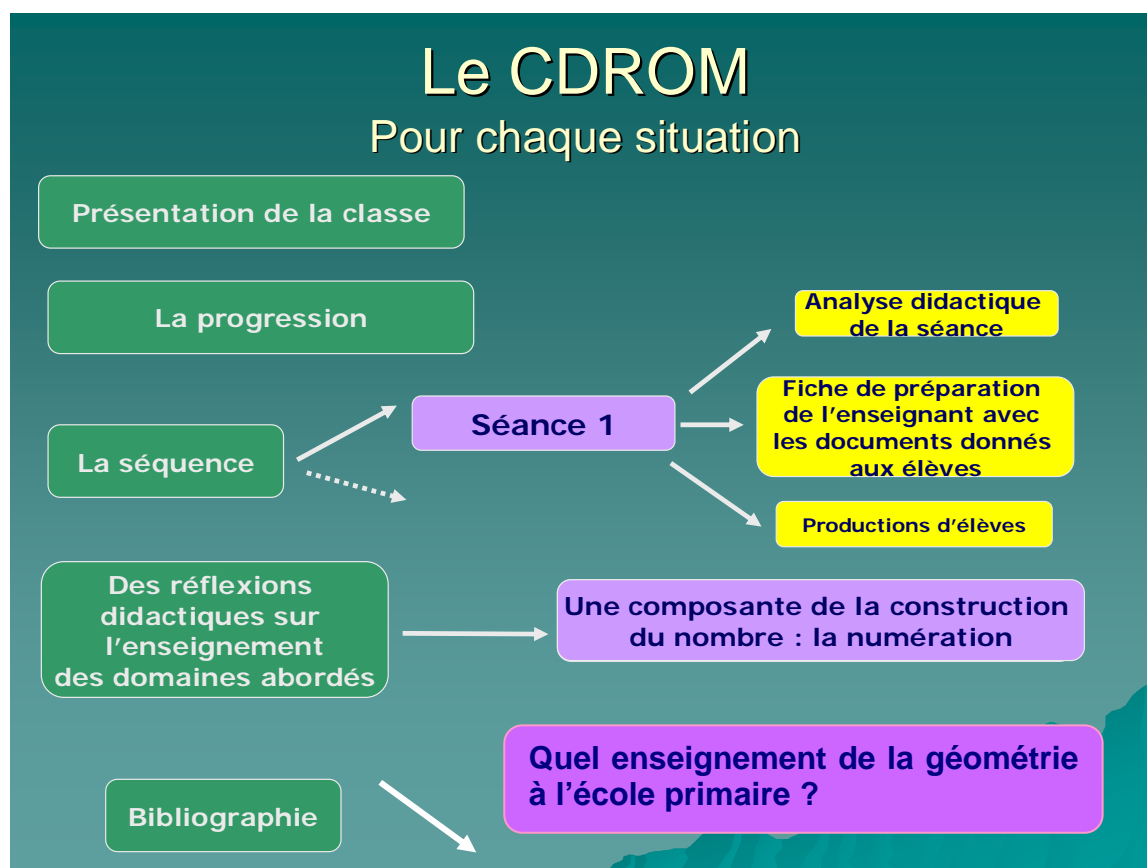 Le CDROM
Pour chaque situation
Présentation de la classe
La progression
La séquence
Séance 1
Analyse didactique
de la séance
Fiche de préparation
de l'enseignant avec
les documents donnés
aux élèves
Productions d'élèves
Des réflexions
didactiques sur
l'enseignement
des domaines abordés
Une composante de la construction
du nombre : la numération
Quel enseignement de la géométrie
à l'école primaire ?
Bibliographie